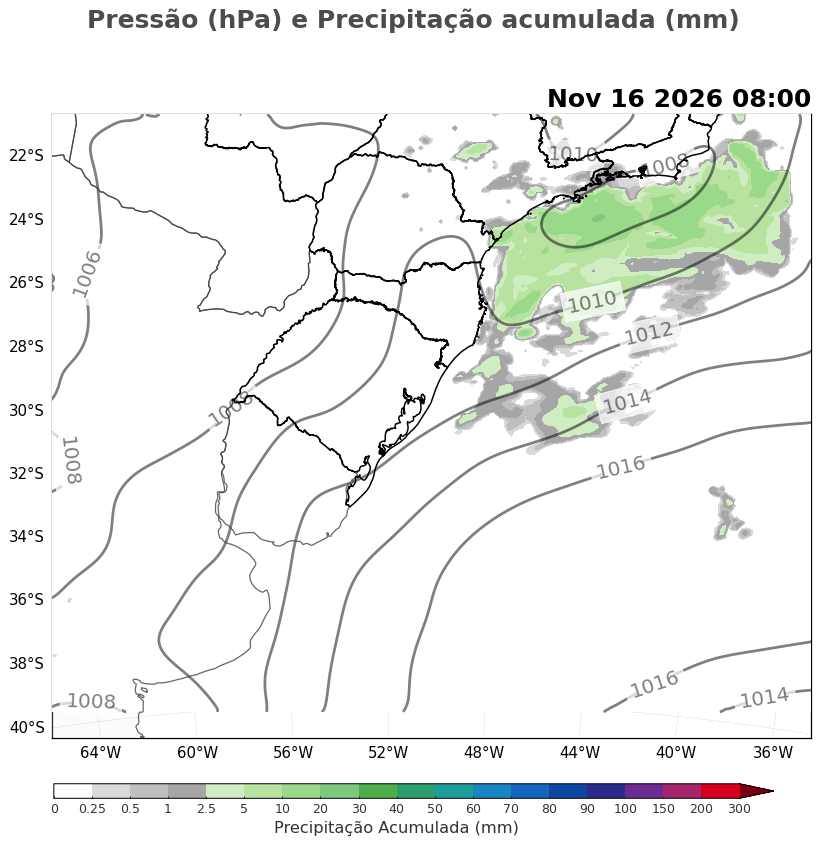 Pressão (hPa) e Precipitação acumulada (mm)
Nov 16 2026 08:00
1010
1008
1006
1010
1012
1008
1014
1008
1016
1016
1008
1014
22°S
24°S
26°S
28°S
30°S
32°S
34°S
36°S
38°S
40°S
64°W 60°W 56°W 52°W 48°W 44°W 40°W 36°W
0 0.25 0.5 1 2.5 5 10 20 30 40 50 60 70 80 90 100 150 200 300
Precipitação Acumulada (mm)